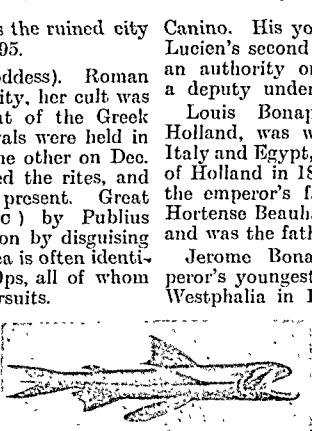 s the ruined city
95.
oddess). Roman
ity, her cult was
at of the Greek
vals were held in
ne other on Dec.
ed the rites, and
present. Great
C) by Publius
on by disguising
ea is often identi-
Ops, all of whom
rsuits.
Canino. His yo
Lucien's second
an authority o
a deputy under
Louis Bonap
Holland, was w
Italy and Egypt,
of Holland in 18
the emperor's f
Hortense Beauha
and was the fath
Jerome Bona
peror's youngest
Westphalia in 1